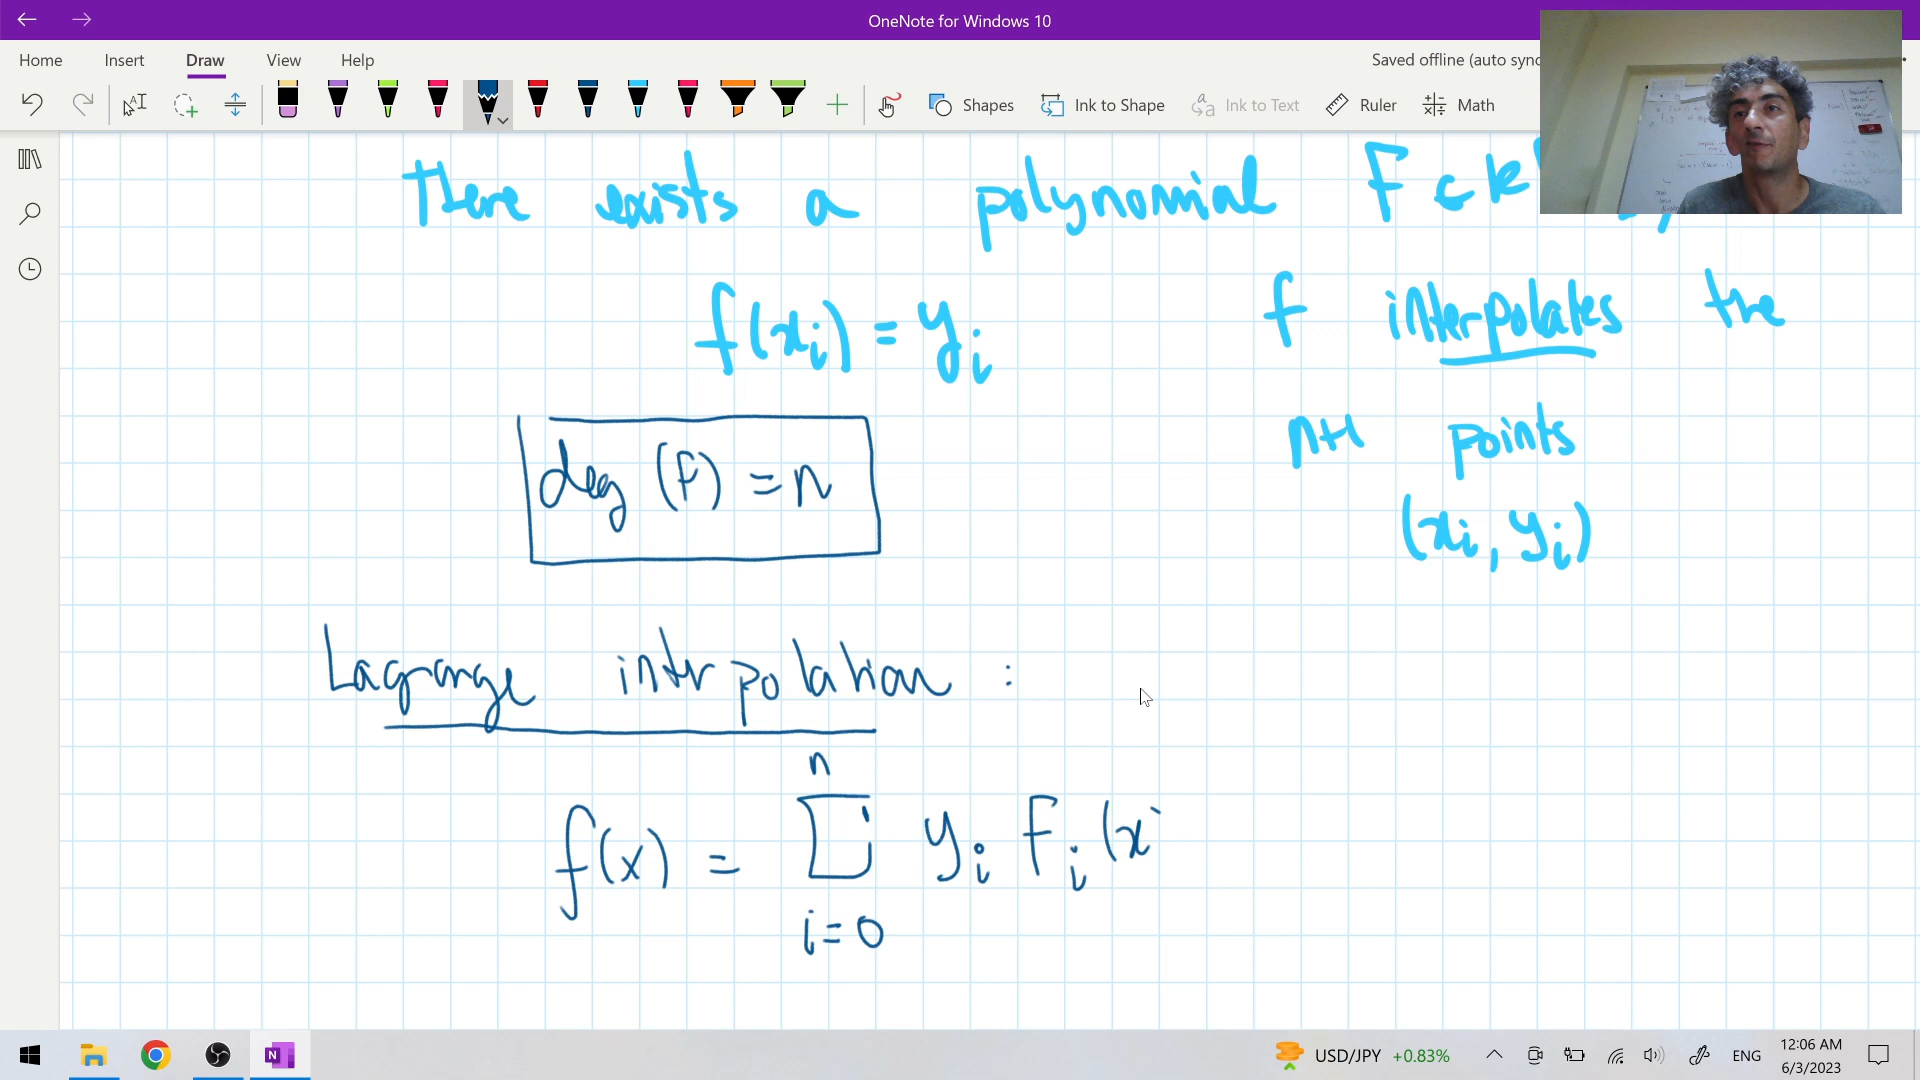 OneNote for Windows 10
Home Insert Draw View Help
Saved offline (auto sync
Shapes Ink to Shape Ink to Text Ruler Math
There exists a polynomial F ∈ k
f(xi) = yi
f interpolates the
n+1 points
(xi, yi)
deg (F) = n
Lagrange interpolation :
n
f(x) = ∑ yi Fi (x
i=0
USD/JPY +0.83%
ENG
12:06 AM
6/3/2023